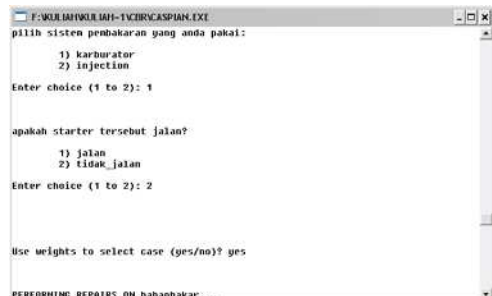 F:\KULIAH\KULIAH~1\CBR\CASPIAN.EXE
pilih sistem pembakaran yang anda pakai:
1) karburator
2) injection
Enter choice (1 to 2): 1
apakah starter tersebut jalan?
1) jalan
2) tidak_jalan
Enter choice (1 to 2): 2
Use weights to select case (yes/no)? yes
PERFORMING REPAIRS ON bahanbakar ...